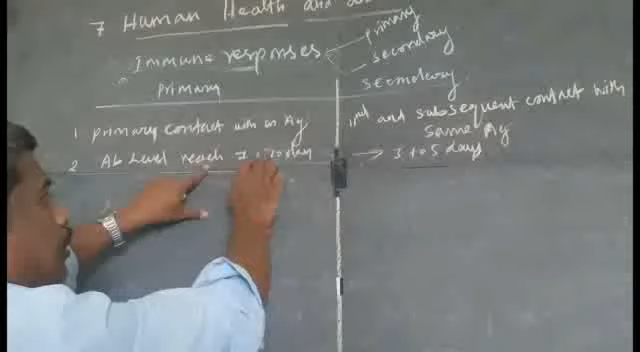 7 Human Health and
Immune responses primary
secondary
primary
secondary
1 primary contact with an Ag
2nd and subsequent contact with
same Ag
2 Ab Level reach 7 to 10 day
→ 3 to 5 days